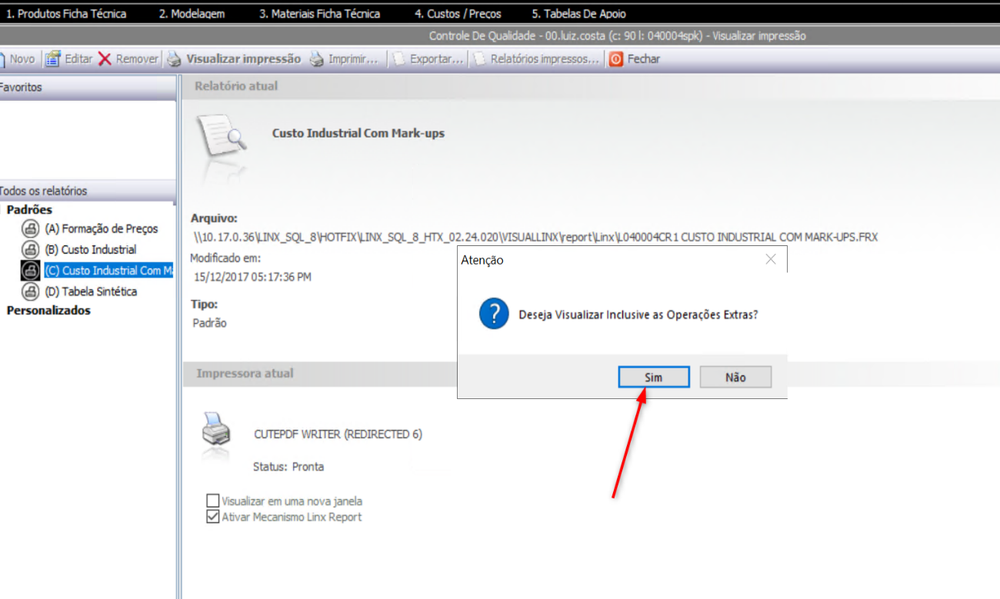 1. Produtos Ficha Técnica 2. Modelagem 3. Materiais Ficha Técnica 4. Custos / Preços 5. Tabelas De Apoio
Controle De Qualidade - 00.luiz.costa (c: 90 l: 040004spk) - Visualizar impressão
Novo Editar Remover Visualizar impressão Imprimir... Exportar... Relatórios impressos... Fechar
Favoritos
Relatório atual
Custo Industrial Com Mark-ups
Todos os relatórios
Padrões
(A) Formação de Preços
(B) Custo Industrial
(C) Custo Industrial Com Ma
(D) Tabela Sintética
Personalizados
Arquivo:
\\10.17.0.36\LINX_SQL_8\HOTFIX\LINX_SQL_8_HTX_02.24.020\VISUALLINX\report\Linx\L040004CR1 CUSTO INDUSTRIAL COM MARK-UPS.FRX
Modificado em:
15/12/2017 05:17:36 PM
Tipo:
Padrão
Atenção
Deseja Visualizar Inclusive as Operações Extras?
Sim Não
Impressora atual
CUTEPDF WRITER (REDIRECTED 6)
Status: Pronta
Visualizar em uma nova janela
Ativar Mecanismo Linx Report